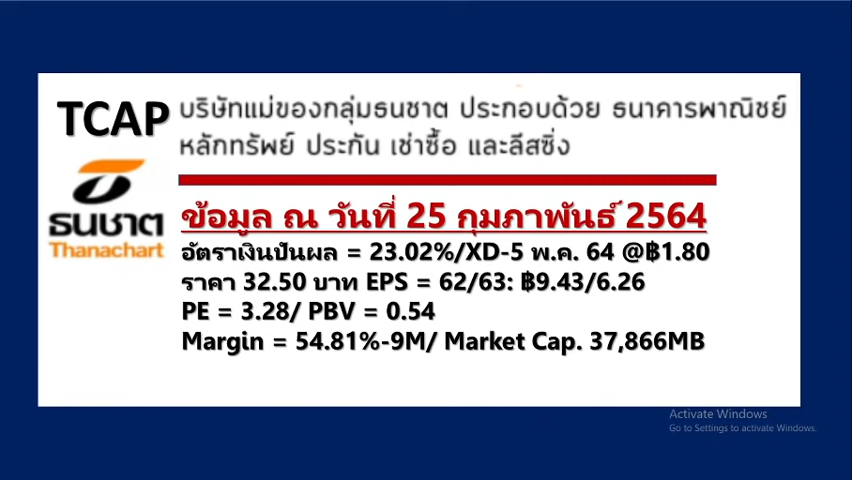 TCAP บริษัทแม่ของกลุ่มธนชาต ประกอบด้วย ธนาคารพาณิชย์
หลักทรัพย์ ประกัน เช่าซื้อ และลีสซิ่ง
ธนชาต
Thanachart
ข้อมูล ณ วันที่ 25 กุมภาพันธ์ 2564
อัตราเงินปันผล = 23.02%/XD-5 พ.ค. 64 @฿1.80
ราคา 32.50 บาท EPS = 62/63: ฿9.43/6.26
PE = 3.28/ PBV = 0.54
Margin = 54.81%-9M/ Market Cap. 37,866MB
Activate Windows
Go to Settings to activate Windows.